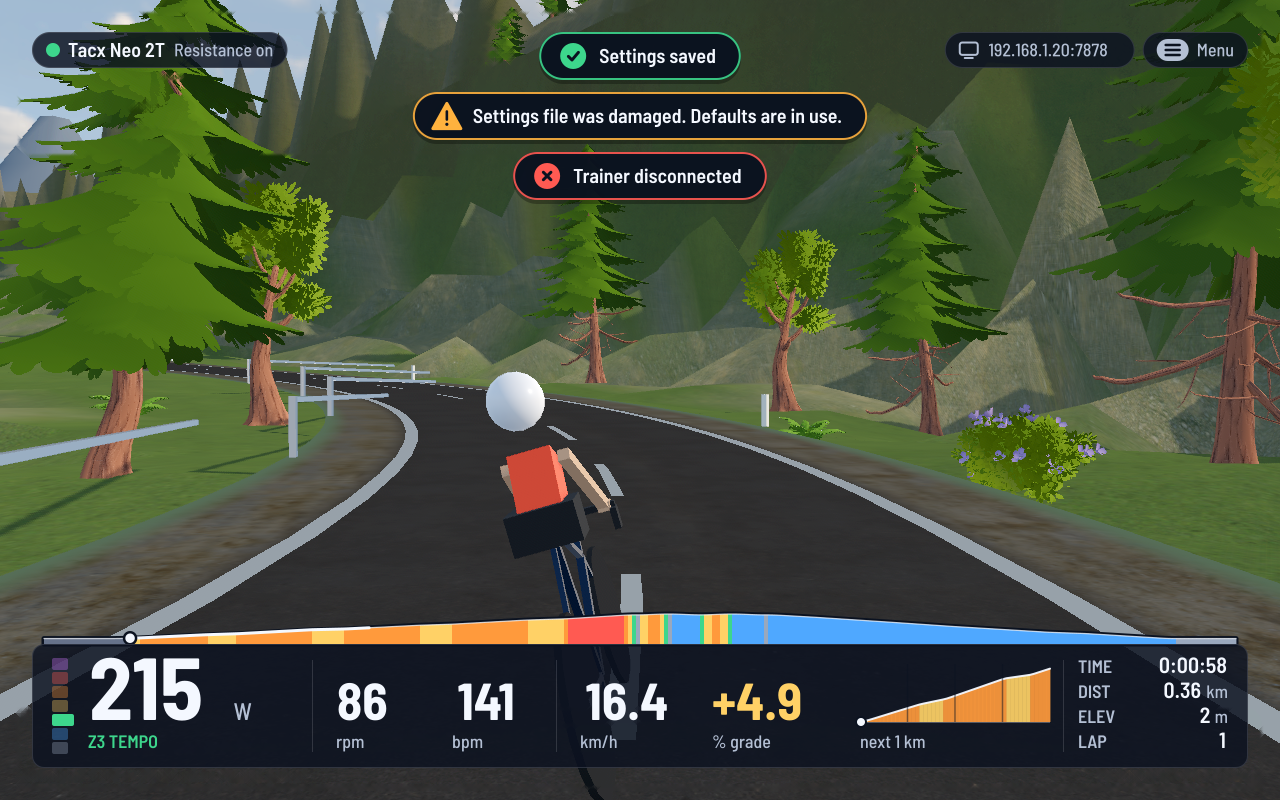 Tacx Neo 2T Resistance on
Settings saved
192.168.1.20:7878
Menu
Settings file was damaged. Defaults are in use.
Trainer disconnected
215 W
Z3 TEMPO
86
rpm
141
bpm
16.4
km/h
+4.9
% grade
next 1 km
TIME 0:00:58
DIST 0.36 km
ELEV 2 m
LAP 1